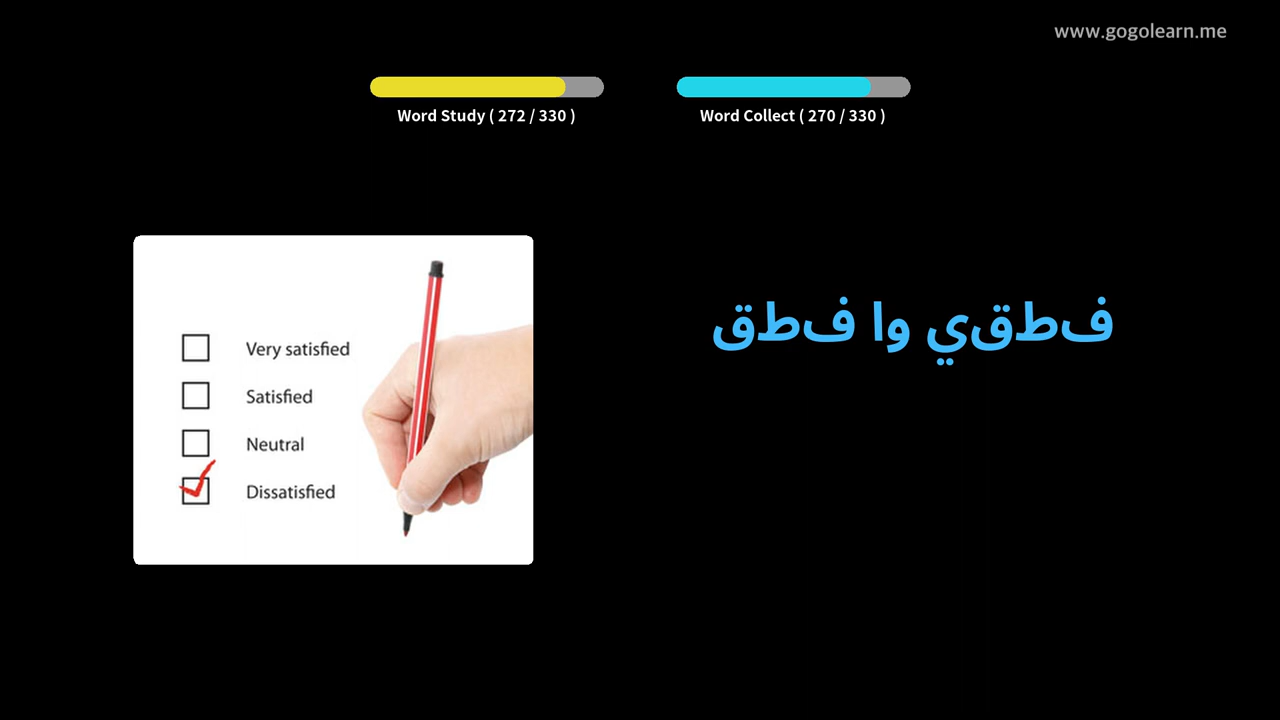 www.gogolearn.me
Word Study ( 272 / 330 )
Word Collect ( 270 / 330 )
Very satisfied
Satisfied
Neutral
Dissatisfied
فطقي وا فطق